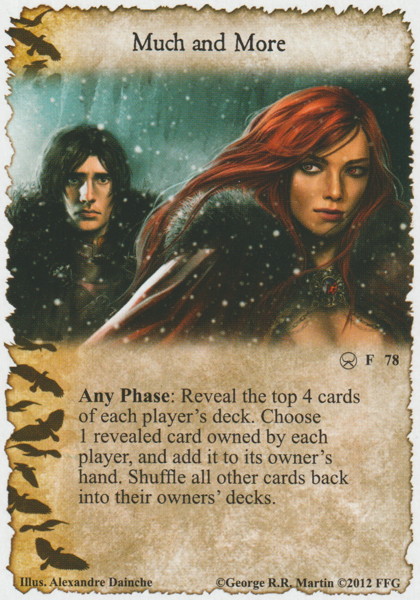 Much and More
F 78
Any Phase: Reveal the top 4 cards
of each player's deck. Choose
1 revealed card owned by each
player, and add it to its owner's
hand. Shuffle all other cards back
into their owners' decks.
Illus. Alexandre Dainche ©George R.R. Martin ©2012 FFG